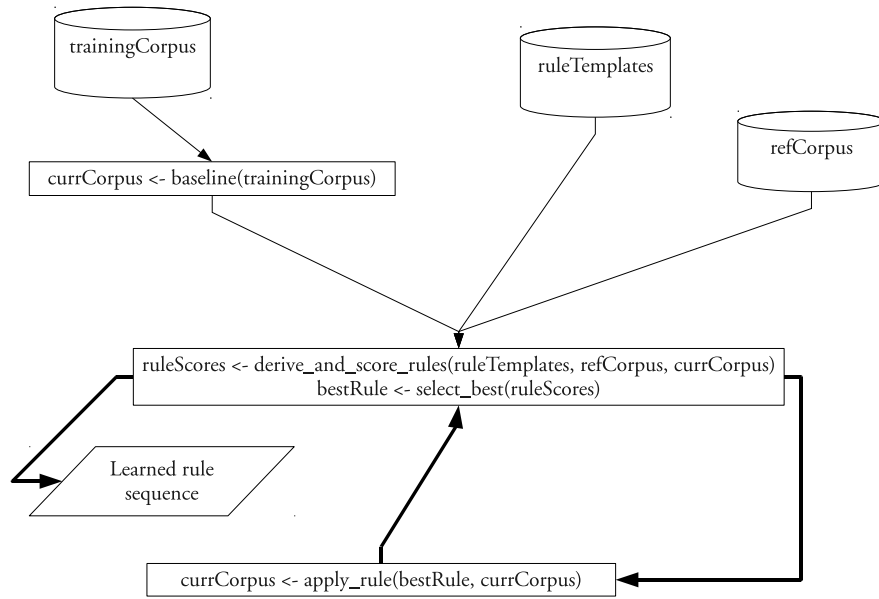 trainingCorpus
ruleTemplates
refCorpus
currCorpus <- baseline(trainingCorpus)
ruleScores <- derive_and_score_rules(ruleTemplates, refCorpus, currCorpus)
bestRule <- select_best(ruleScores)
Learned rule
sequence
currCorpus <- apply_rule(bestRule, currCorpus)